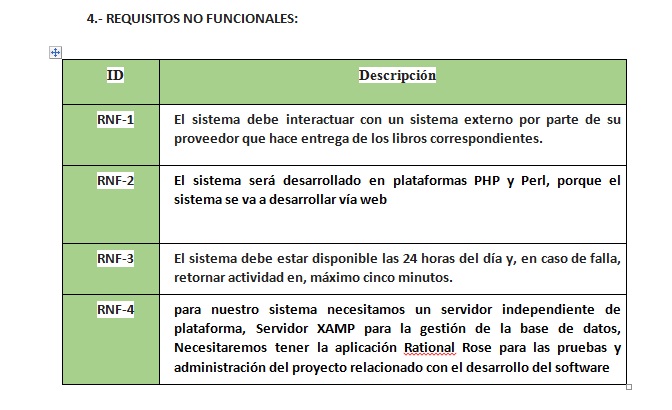 4.- REQUISITOS NO FUNCIONALES:
ID Descripción
RNF-1 El sistema debe interactuar con un sistema externo por parte de su
proveedor que hace entrega de los libros correspondientes.
RNF-2 El sistema será desarrollado en plataformas PHP y Perl, porque el
sistema se va a desarrollar vía web
RNF-3 El sistema debe estar disponible las 24 horas del día y, en caso de falla,
retornar actividad en, máximo cinco minutos.
RNF-4 para nuestro sistema necesitamos un servidor independiente de
plataforma, Servidor XAMP para la gestión de la base de datos,
Necesitaremos tener la aplicación Rational Rose para las pruebas y
administración del proyecto relacionado con el desarrollo del software